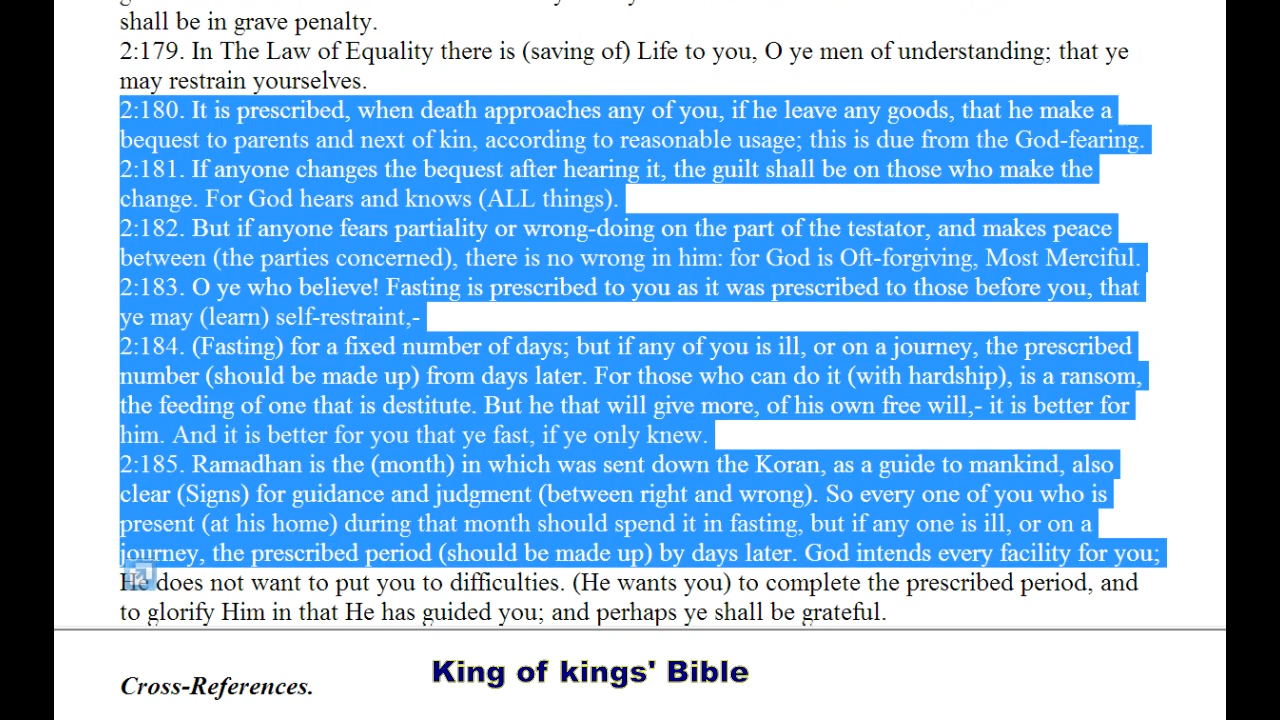 shall be in grave penalty.
2:179. In The Law of Equality there is (saving of) Life to you, O ye men of understanding; that ye
may restrain yourselves.
2:180. It is prescribed, when death approaches any of you, if he leave any goods, that he make a
bequest to parents and next of kin, according to reasonable usage; this is due from the God-fearing.
2:181. If anyone changes the bequest after hearing it, the guilt shall be on those who make the
change. For God hears and knows (ALL things).
2:182. But if anyone fears partiality or wrong-doing on the part of the testator, and makes peace
between (the parties concerned), there is no wrong in him: for God is Oft-forgiving, Most Merciful.
2:183. O ye who believe! Fasting is prescribed to you as it was prescribed to those before you, that
ye may (learn) self-restraint,-
2:184. (Fasting) for a fixed number of days; but if any of you is ill, or on a journey, the prescribed
number (should be made up) from days later. For those who can do it (with hardship), is a ransom,
the feeding of one that is destitute. But he that will give more, of his own free will,- it is better for
him. And it is better for you that ye fast, if ye only knew.
2:185. Ramadhan is the (month) in which was sent down the Koran, as a guide to mankind, also
clear (Signs) for guidance and judgment (between right and wrong). So every one of you who is
present (at his home) during that month should spend it in fasting, but if any one is ill, or on a
journey, the prescribed period (should be made up) by days later. God intends every facility for you;
He does not want to put you to difficulties. (He wants you) to complete the prescribed period, and
to glorify Him in that He has guided you; and perhaps ye shall be grateful.
King of kings' Bible
Cross-References.